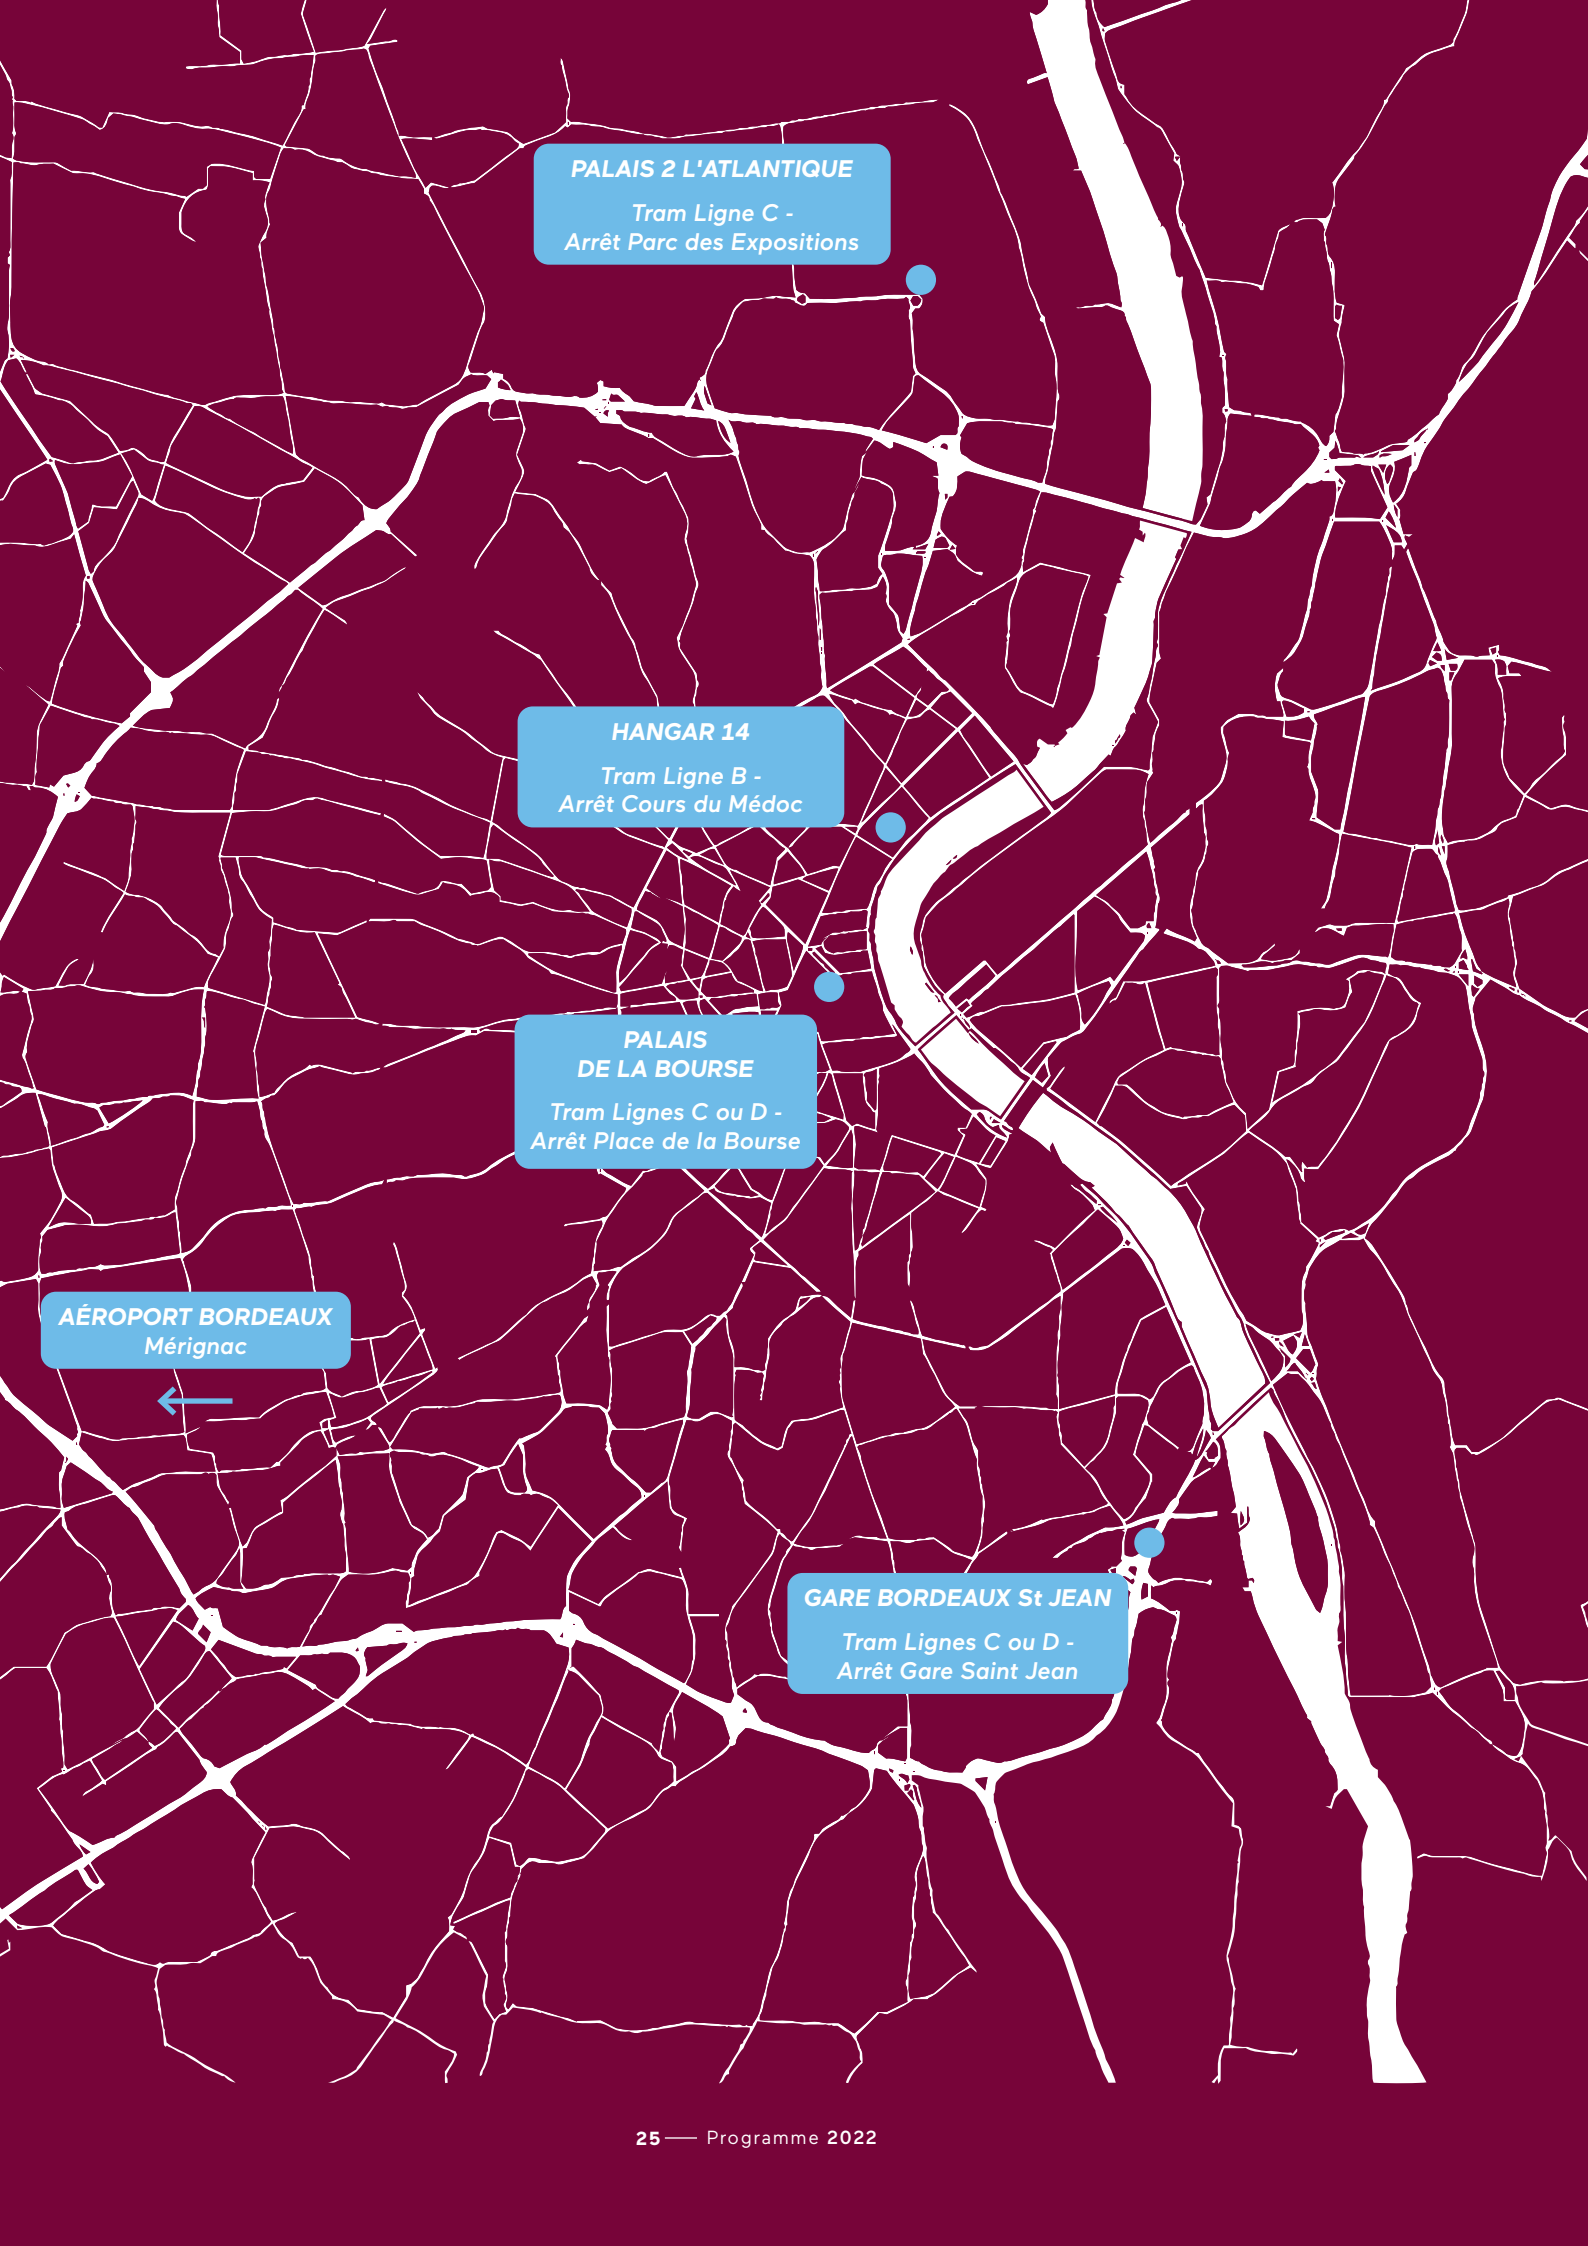 PALAIS 2 L'ATLANTIQUE
Tram Ligne C -
Arrêt Parc des Expositions
HANGAR 14
Tram Ligne B -
Arrêt Cours du Médoc
PALAIS
DE LA BOURSE
Tram Lignes C ou D -
Arrêt Place de la Bourse
AÉROPORT BORDEAUX
Mérignac
GARE BORDEAUX St JEAN
Tram Lignes C ou D -
Arrêt Gare Saint Jean
25 — Programme 2022